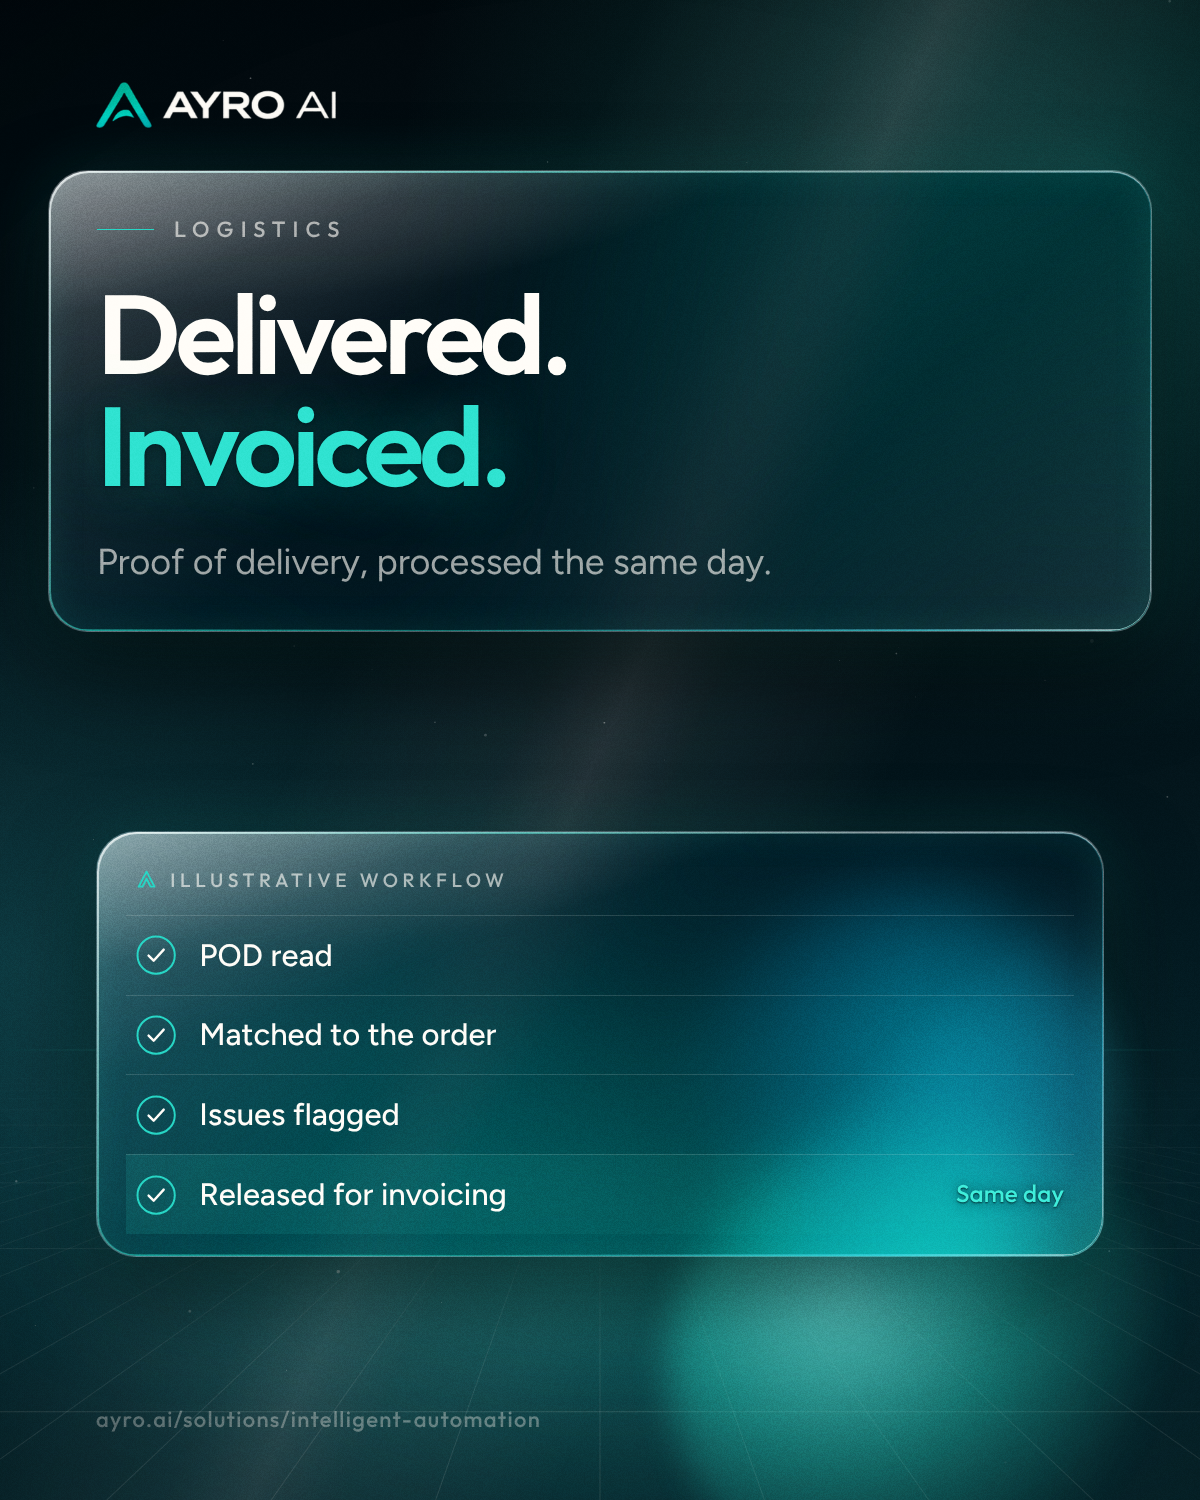 AYRO AI
LOGISTICS
Delivered.
Invoiced.
Proof of delivery, processed the same day.
ILLUSTRATIVE WORKFLOW
POD read
Matched to the order
Issues flagged
Released for invoicing
Same day
ayro.ai/solutions/intelligent-automation